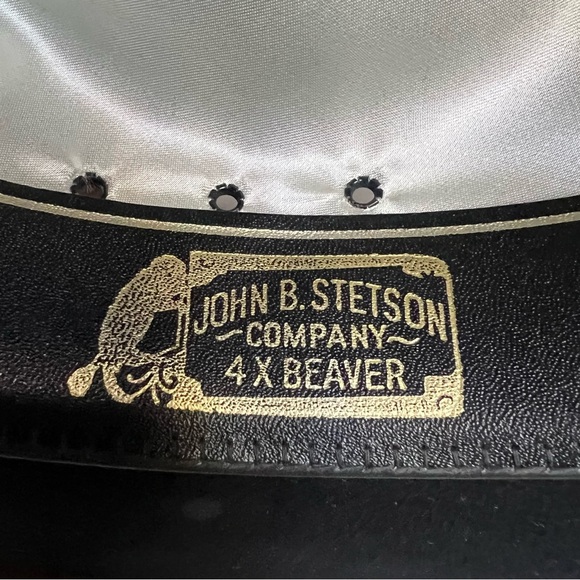 JOHN B. STETSON
~COMPANY~
4 X BEAVER